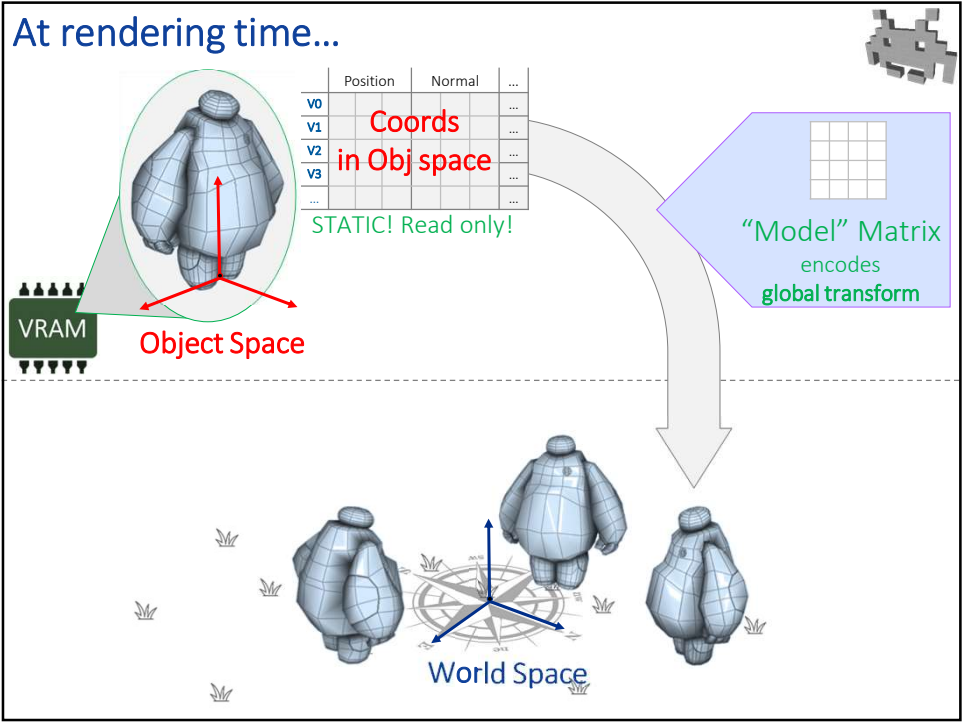 At rendering time…
Position Normal ...
V0 ...
V1 ...
V2 ...
V3 ...
... ...
Coords
in Obj space
STATIC! Read only!
"Model" Matrix
encodes
global transform
VRAM
Object Space
World Space